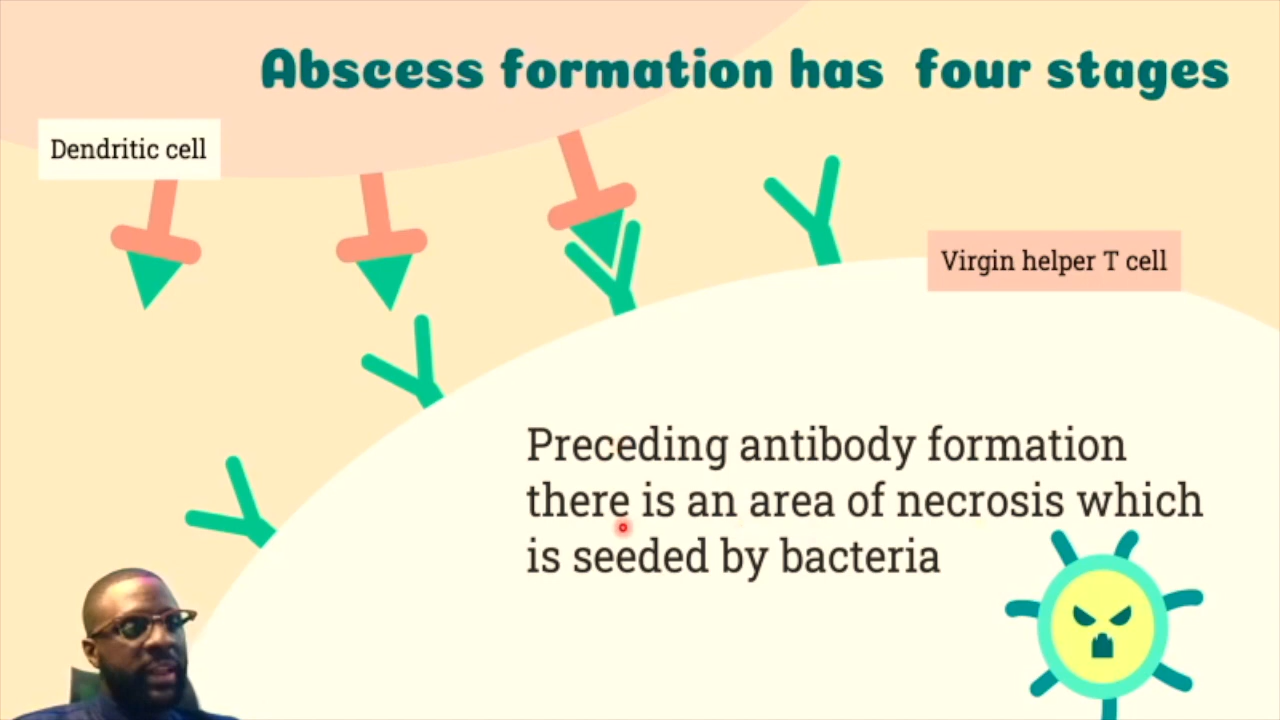 Abscess formation has four stages
Dendritic cell
Virgin helper T cell
Preceding antibody formation
there is an area of necrosis which
is seeded by bacteria